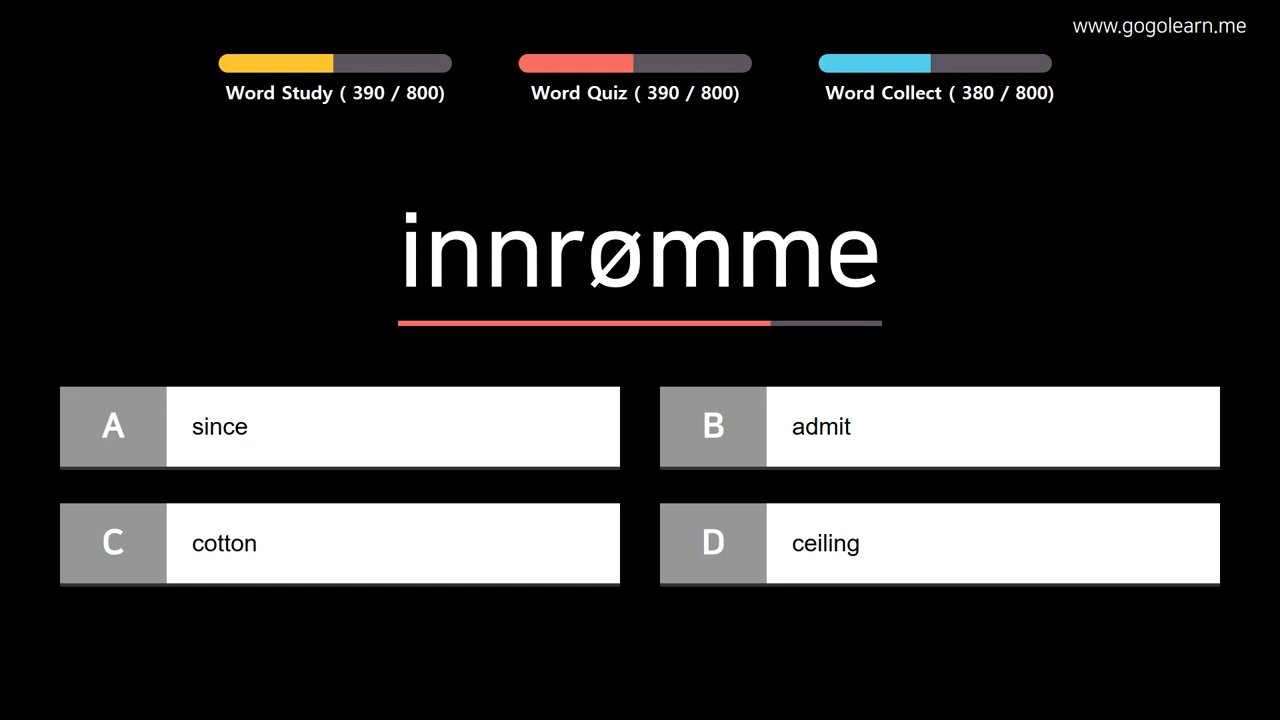 www.gogolearn.me
Word Study ( 390 / 800)
Word Quiz ( 390 / 800)
Word Collect ( 380 / 800)
innrømme
A since
B admit
C cotton
D ceiling